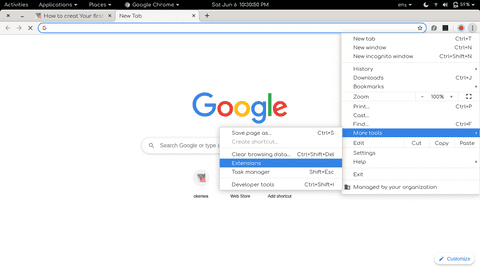 Activities Applications Places Google Chrome Sat Jun 6 10:30:50 PM ens 59%
How to creat Your first New Tab
New tab Ctrl+T
New window Ctrl+N
New incognito window Ctrl+Shift+N
History
Downloads Ctrl+J
Bookmarks
Zoom - 100% +
Print... Ctrl+P
Cast...
Find... Ctrl+F
More tools
Edit Cut Copy Paste
Settings
Help
Exit
Managed by your organization
Google
Search Google or type
Save page as... Ctrl+S
Create shortcut...
Clear browsing data... Ctrl+Shift+Del
Extensions
Task manager Shift+Esc
Developer tools Ctrl+Shift+I
okemwa Web Store Add shortcut
Customize